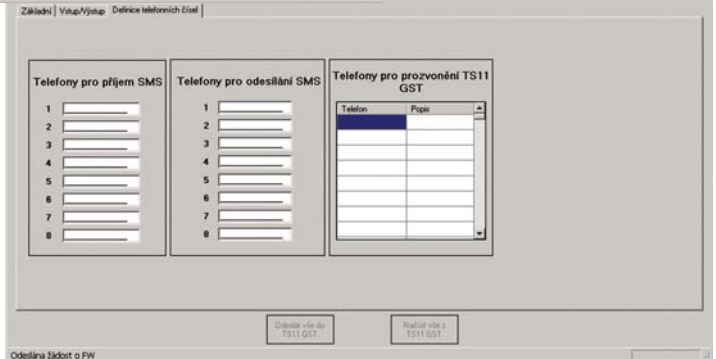 Základní Vstup/Výstup Definice telefonních čísel
Telefony pro příjem SMS
1
2
3
4
5
6
7
8
Telefony pro odesílání SMS
1
2
3
4
5
6
7
8
Telefony pro prozvonění TS11
GST
Telefon Popis
Odeslat vše do
TS11 GST
Načíst vše z
TS11 GST
Odeslána žádost o FW